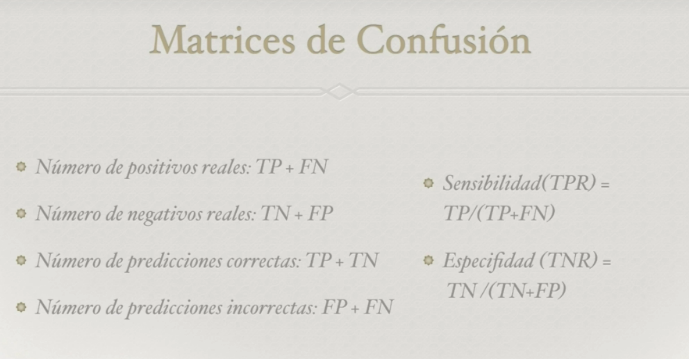 Matrices de Confusión
Número de positivos reales: TP + FN
Número de negativos reales: TN + FP
Número de predicciones correctas: TP + TN
Número de predicciones incorrectas: FP + FN
Sensibilidad(TPR) =
TP/(TP+FN)
Especifidad (TNR) =
TN /(TN+FP)